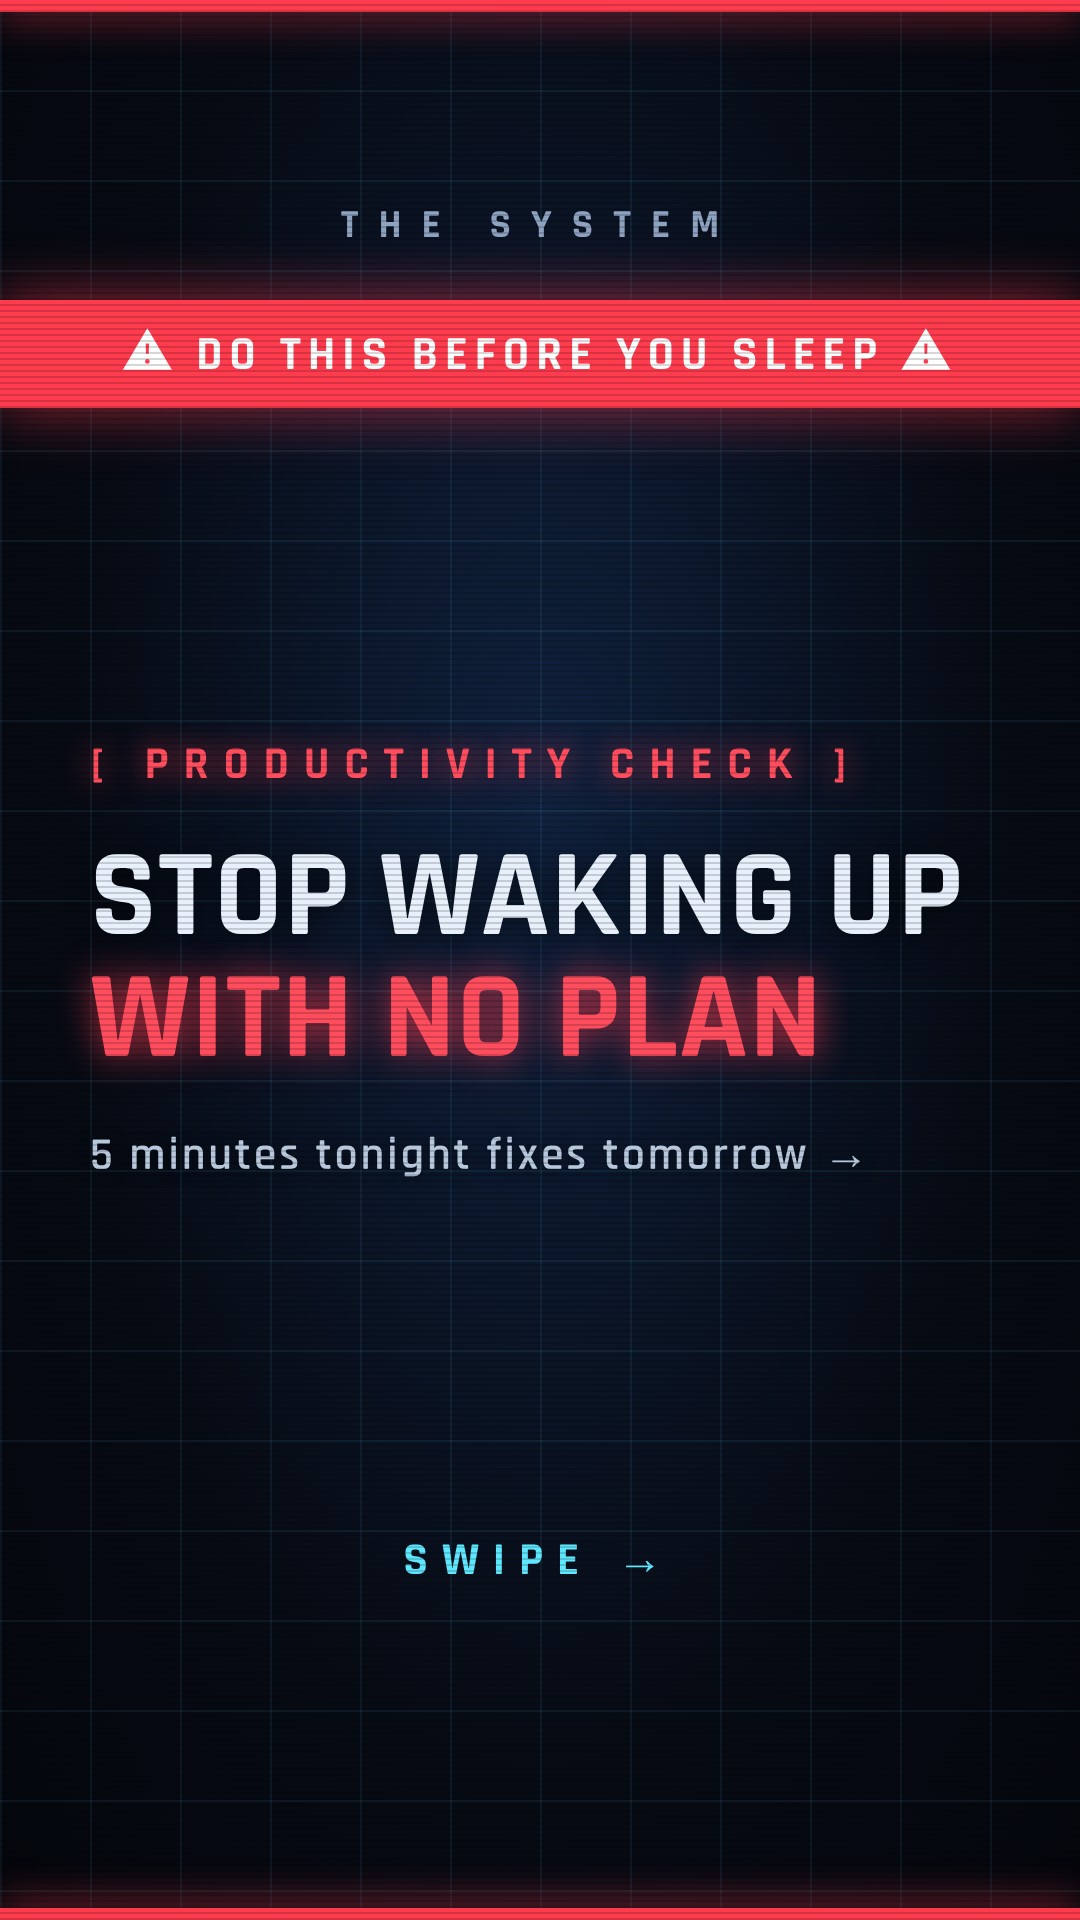 THE SYSTEM
⚠ DO THIS BEFORE YOU SLEEP ⚠
[ PRODUCTIVITY CHECK ]
STOP WAKING UP
WITH NO PLAN
5 minutes tonight fixes tomorrow →
SWIPE →